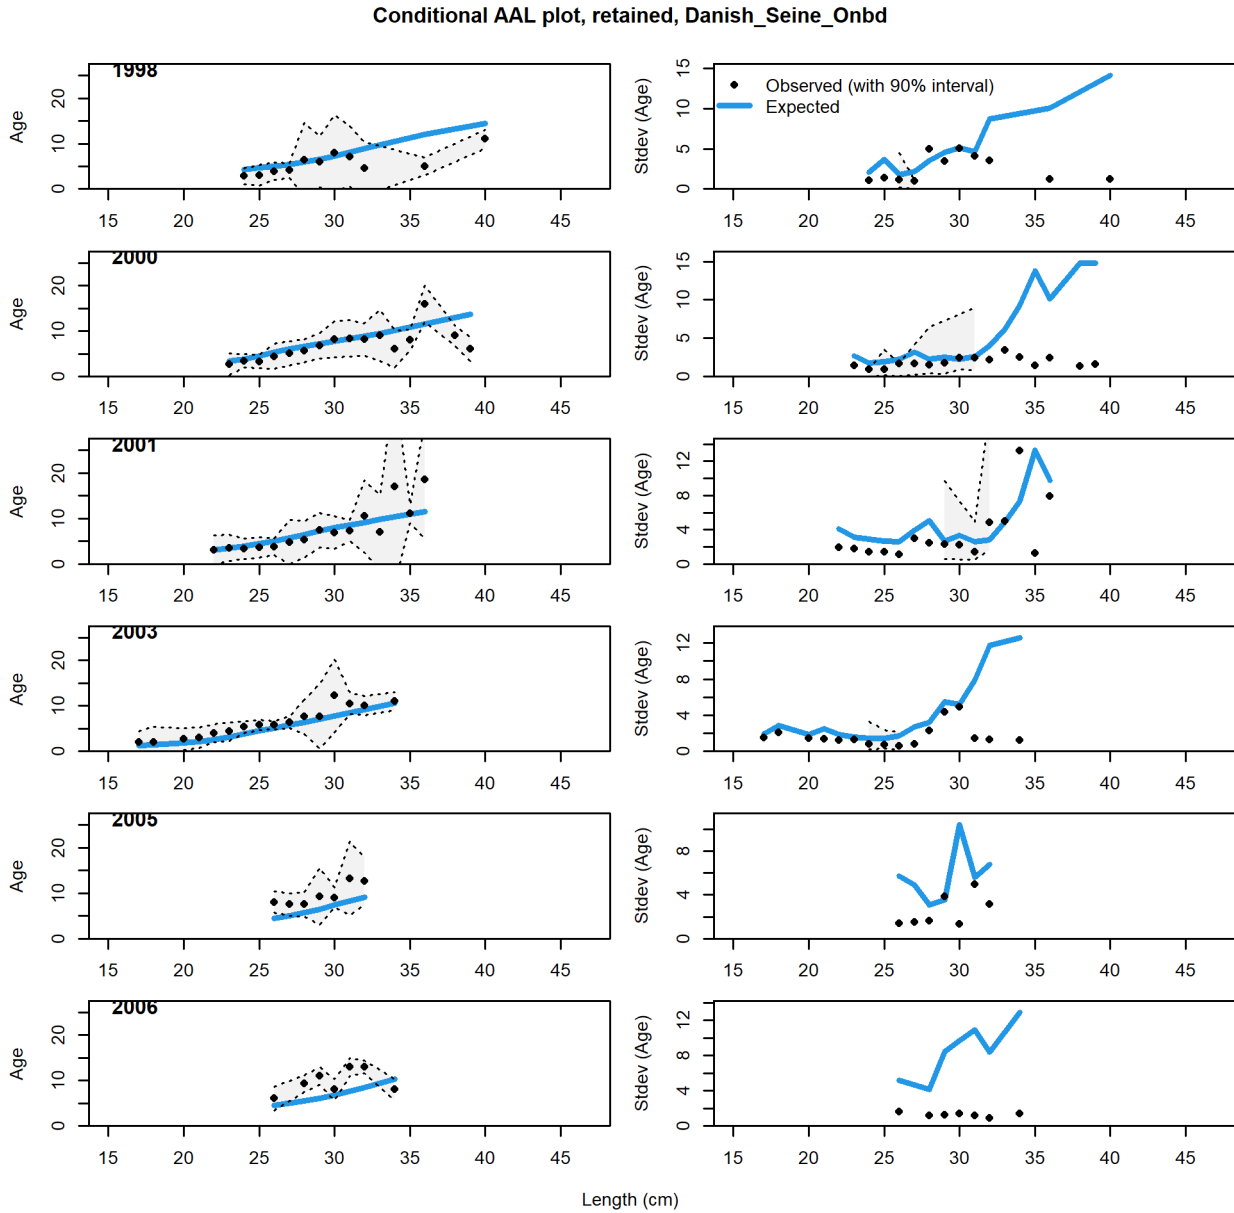 Conditional AAL plot, retained, Danish_Seine_Onbd
1998
Age
0 10 20
15 20 25 30 35 40 45
Stdev (Age)
0 5 10 15
Observed (with 90% interval)
Expected
15 20 25 30 35 40 45
2000
Age
0 10 20
15 20 25 30 35 40 45
Stdev (Age)
0 5 10 15
15 20 25 30 35 40 45
2001
Age
0 10 20
15 20 25 30 35 40 45
Stdev (Age)
0 4 8 12
15 20 25 30 35 40 45
2003
Age
0 10 20
15 20 25 30 35 40 45
Stdev (Age)
0 4 8 12
15 20 25 30 35 40 45
2005
Age
0 10 20
15 20 25 30 35 40 45
Stdev (Age)
0 4 8
15 20 25 30 35 40 45
2006
Age
0 10 20
15 20 25 30 35 40 45
Stdev (Age)
0 4 8 12
15 20 25 30 35 40 45
Length (cm)